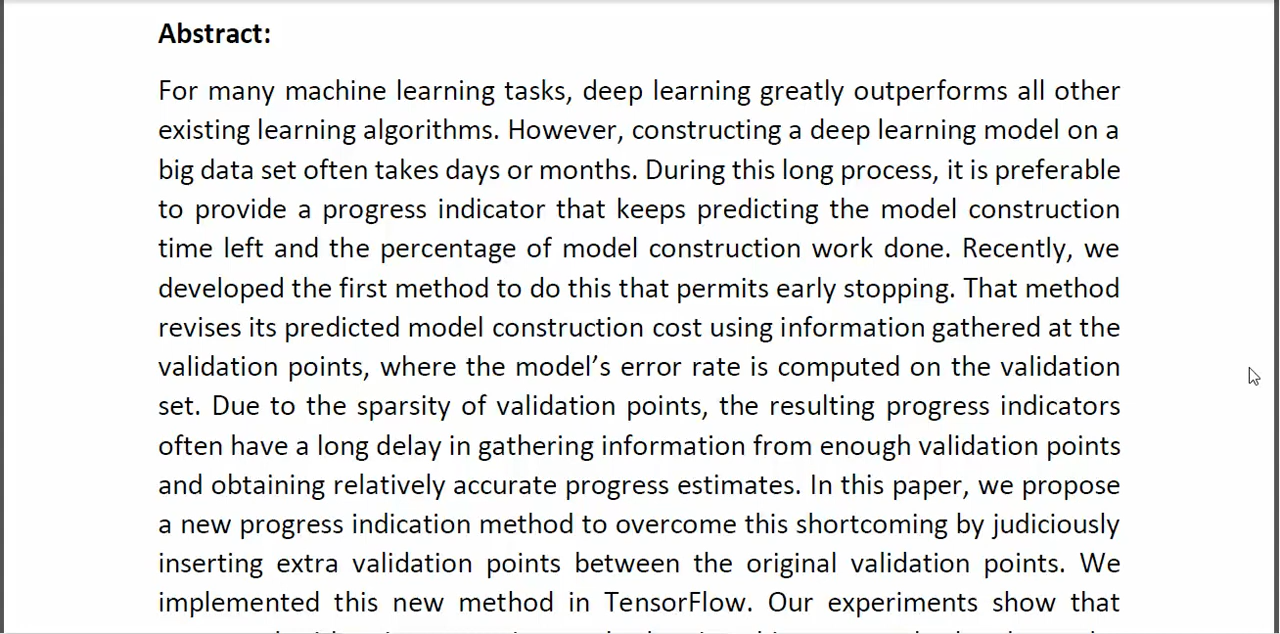 Abstract:
For many machine learning tasks, deep learning greatly outperforms all other
existing learning algorithms. However, constructing a deep learning model on a
big data set often takes days or months. During this long process, it is preferable
to provide a progress indicator that keeps predicting the model construction
time left and the percentage of model construction work done. Recently, we
developed the first method to do this that permits early stopping. That method
revises its predicted model construction cost using information gathered at the
validation points, where the model’s error rate is computed on the validation
set. Due to the sparsity of validation points, the resulting progress indicators
often have a long delay in gathering information from enough validation points
and obtaining relatively accurate progress estimates. In this paper, we propose
a new progress indication method to overcome this shortcoming by judiciously
inserting extra validation points between the original validation points. We
implemented this new method in TensorFlow. Our experiments show that